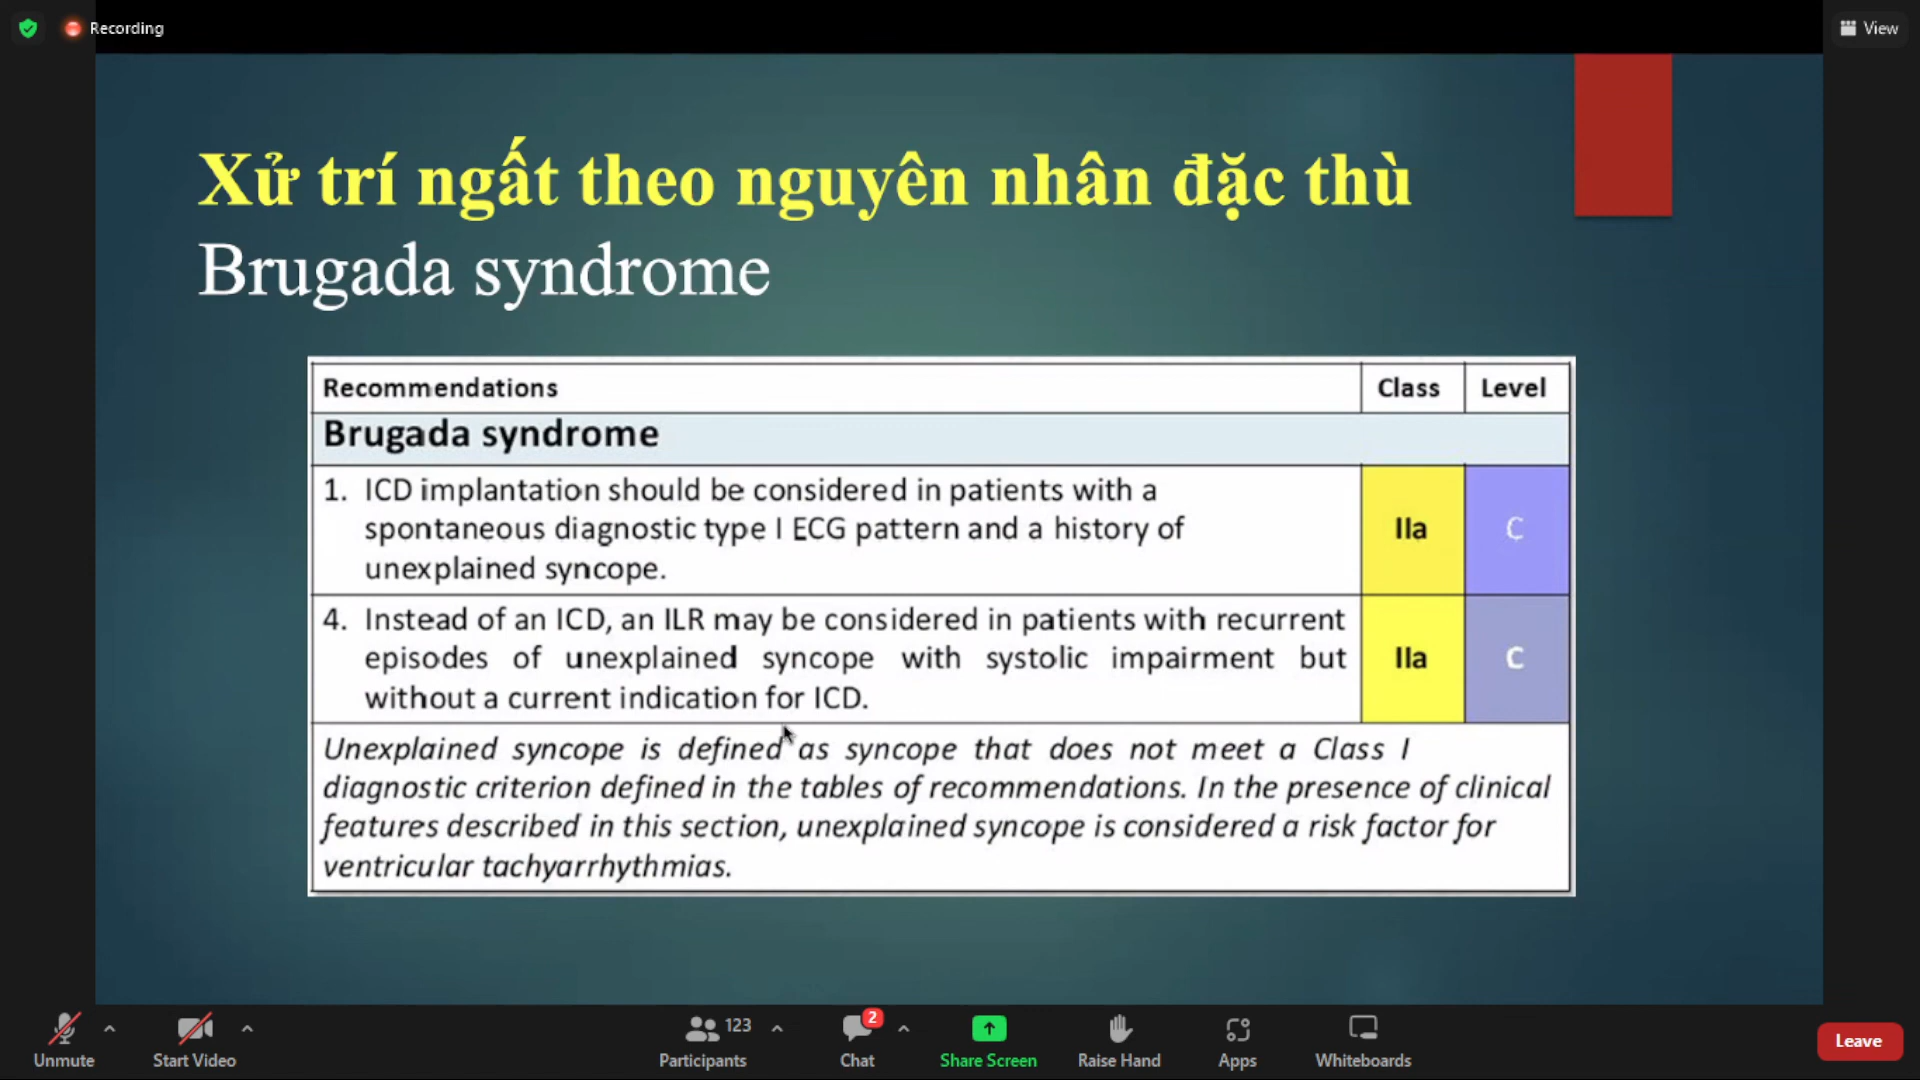 Recording
View
Xử trí ngất theo nguyên nhân đặc thù
Brugada syndrome
Recommendations Class Level
Brugada syndrome
1. ICD implantation should be considered in patients with a
spontaneous diagnostic type I ECG pattern and a history of
unexplained syncope.
IIa C
4. Instead of an ICD, an ILR may be considered in patients with recurrent
episodes of unexplained syncope with systolic impairment but
without a current indication for ICD.
IIa C
Unexplained syncope is defined as syncope that does not meet a Class I
diagnostic criterion defined in the tables of recommendations. In the presence of clinical
features described in this section, unexplained syncope is considered a risk factor for
ventricular tachyarrhythmias.
123
2
Unmute Start Video Participants Chat Share Screen Raise Hand Apps Whiteboards Leave